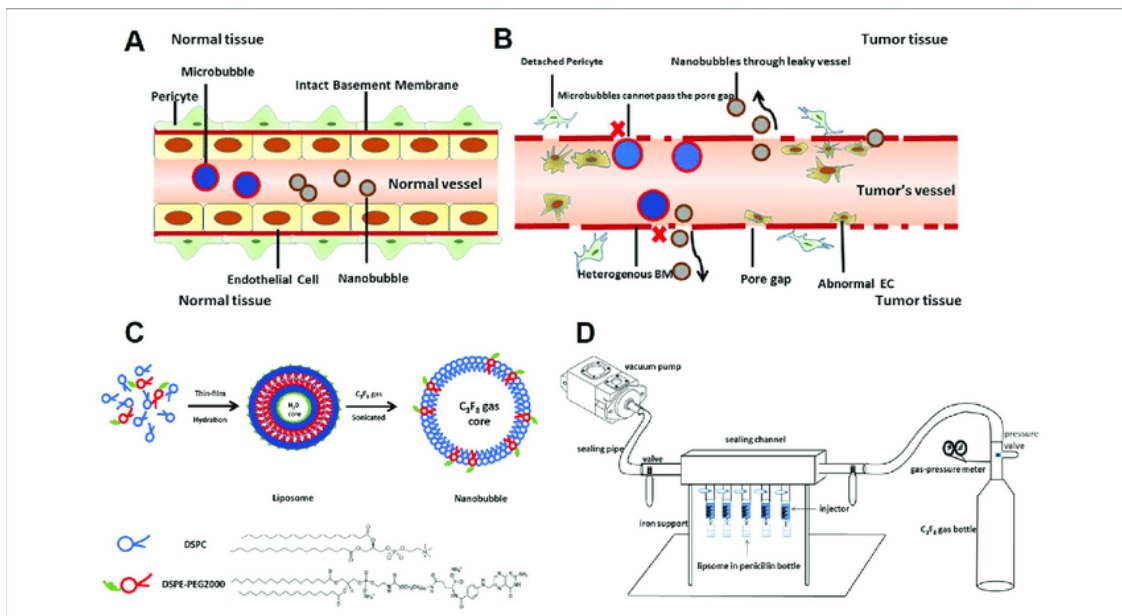 A
Normal tissue
Microbubble
Pericyte
Intact Basement Membrane
Normal vessel
Endothelial Cell
Nanobubble
Normal tissue
B
Tumor tissue
Detached Pericyte
Nanobubbles through leaky vessel
Microbubbles cannot pass the pore gap
Tumor's vessel
Heterogenous BM
Pore gap
Abnormal EC
Tumor tissue
C
Thin-film
Hydration
H₂O
core
C₃F₈ gas
Sonicated
C₃F₈ gas
core
Liposome
Nanobubble
DSPC
DSPE-PEG2000
D
vacuum pump
sealing pipe
valve
sealing channel
pressure
valve
gas-pressure meter
iron support
injector
C₃F₈ gas bottle
lipsome in penicillin bottle